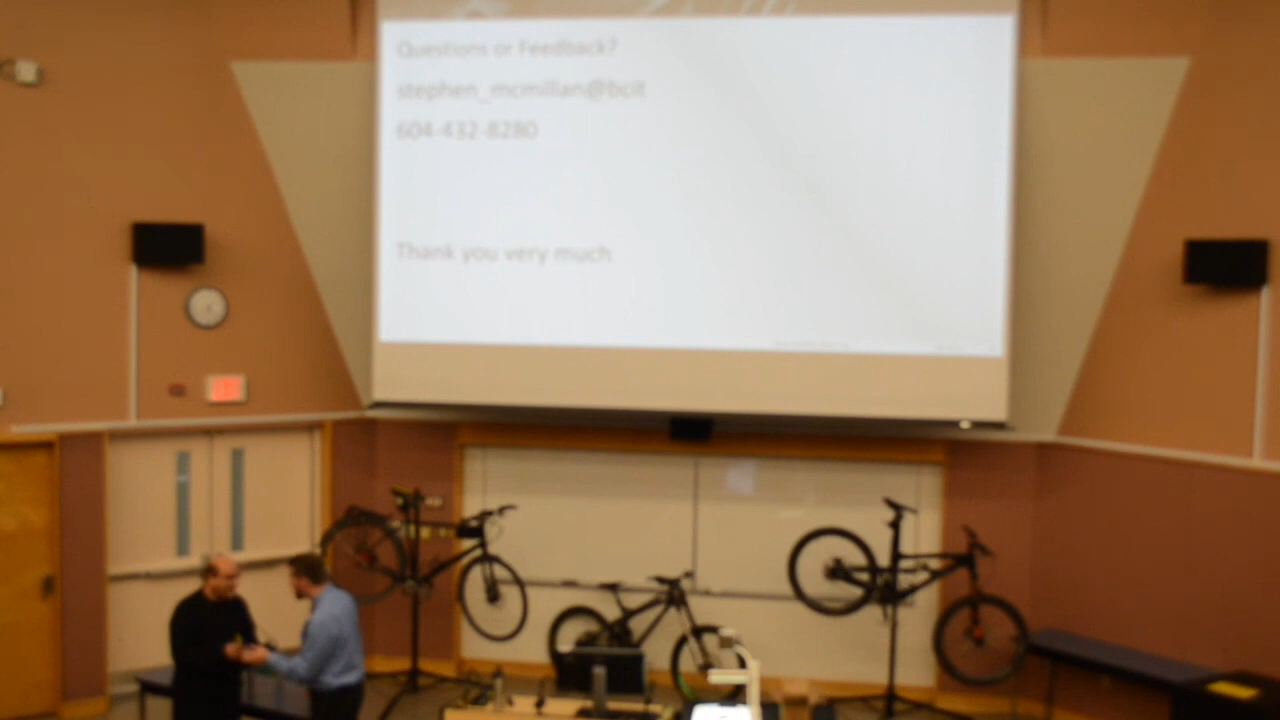 Questions or Feedback?
stephen_mcmillan@bcit
604-432-8280
Thank you very much